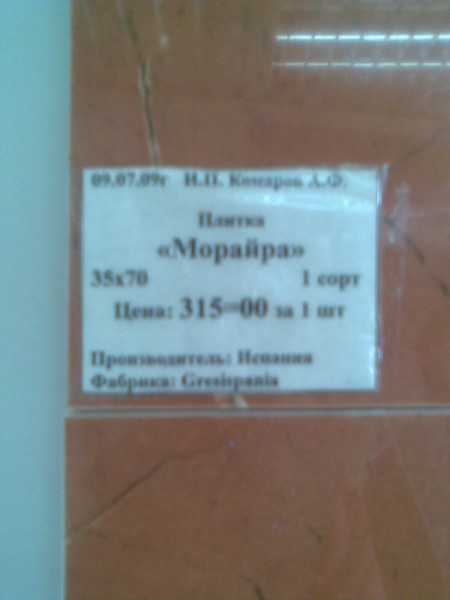 09.07.09г И.П. Комаров А.Ф.
Плитка
«Морайра»
35х70 1 сорт
Цена: 315=00 за 1 шт
Производитель: Испания
Фабрика: Gresispania